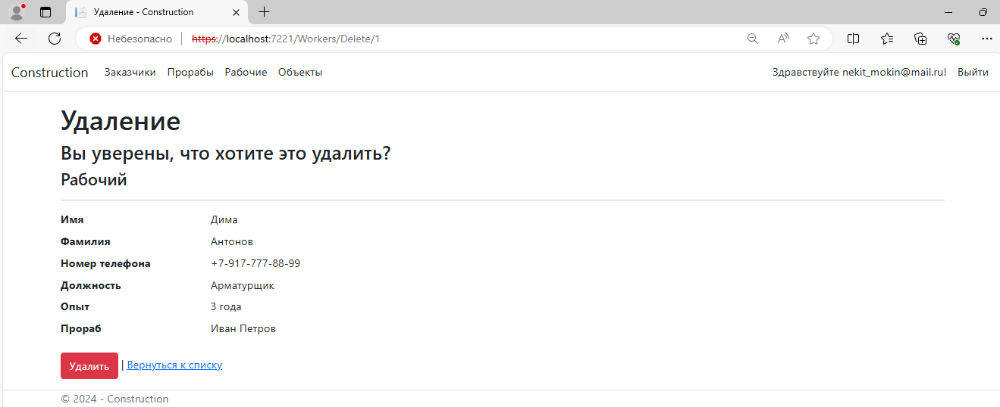 Удаление - Construction
Небезопасно https://localhost:7221/Workers/Delete/1
Construction Заказчики Прорабы Рабочие Объекты Здравствуйте nekit_mokin@mail.ru! Выйти
Удаление
Вы уверены, что хотите это удалить?
Рабочий
Имя Дима
Фамилия Антонов
Номер телефона +7-917-777-88-99
Должность Арматурщик
Опыт 3 года
Прораб Иван Петров
Удалить | Вернуться к списку
© 2024 - Construction